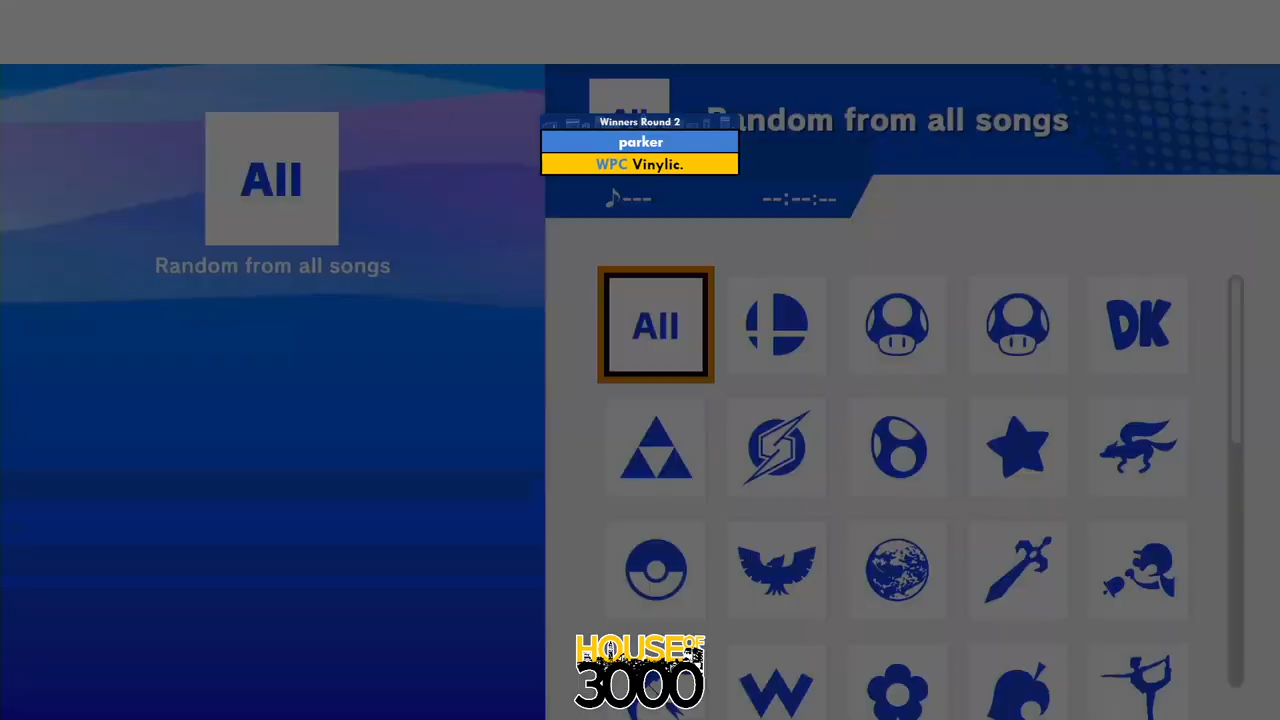 All
Random from all songs
Random from all songs
Winners Round 2
parker
WPC Vinylic.
♪---
--:--:--
All
DK
W
HOUSE OF
3000